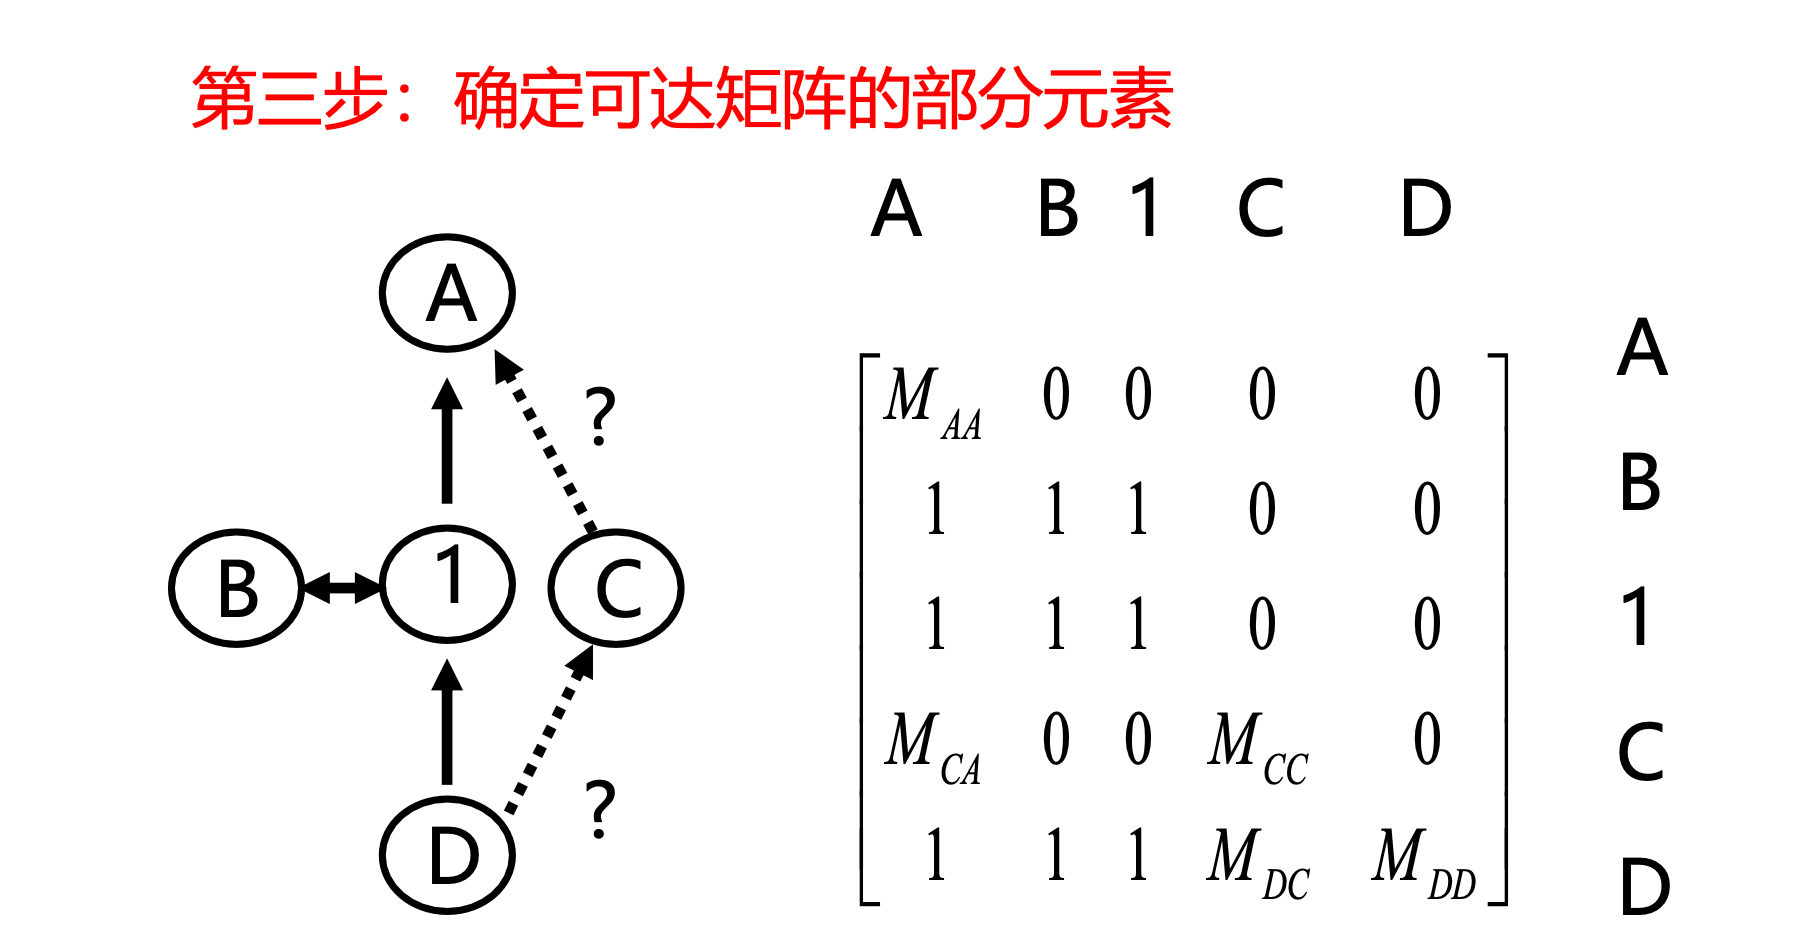 第三步：确定可达矩阵的部分元素
A B 1 C D
A
?
B 1 C
?
D
M_AA 0 0 0 0 A
1 1 1 0 0 B
1 1 1 0 0 1
M_CA 0 0 M_CC 0 C
1 1 1 M_DC M_DD D